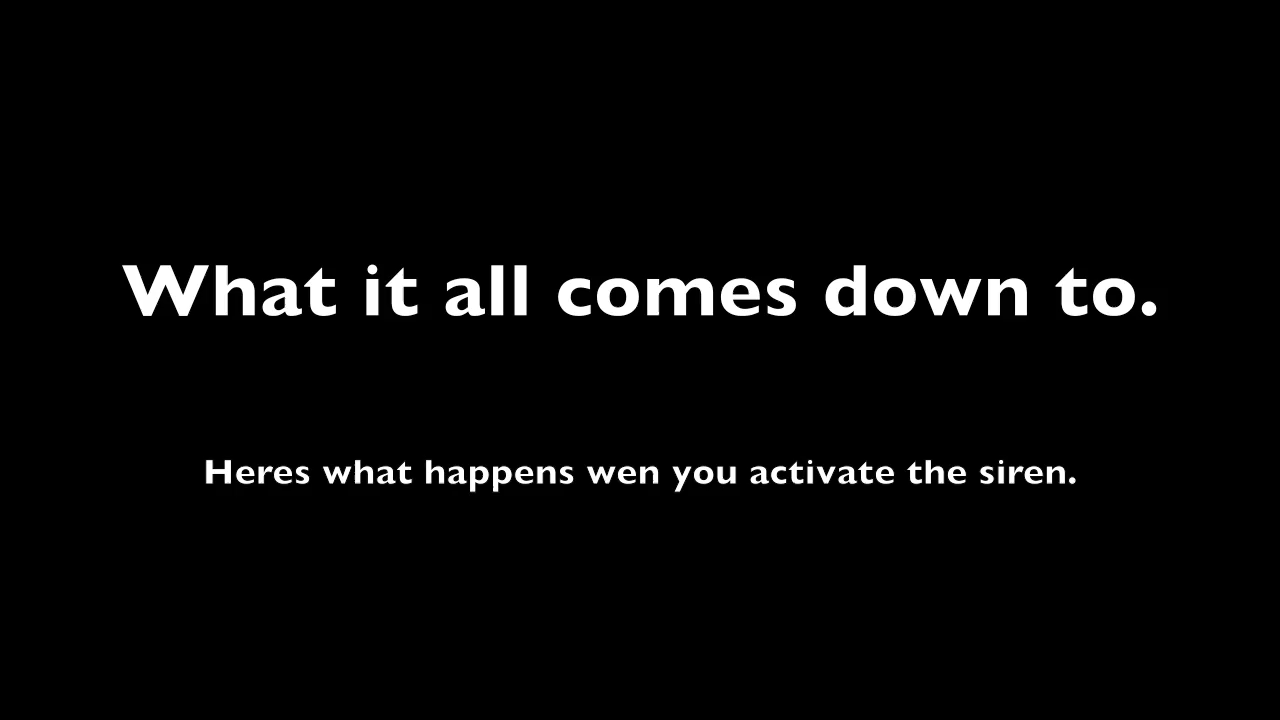 What it all comes down to.
Heres what happens wen you activate the siren.